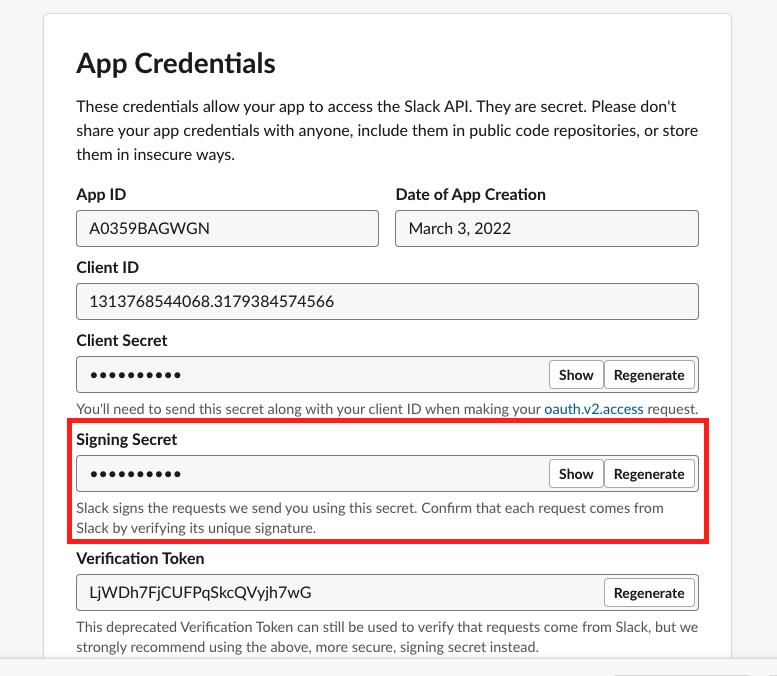 App Credentials
These credentials allow your app to access the Slack API. They are secret. Please don't
share your app credentials with anyone, include them in public code repositories, or store
them in insecure ways.
App ID
Date of App Creation
A0359BAGWGN
March 3, 2022
Client ID
1313768544068.3179384574566
Client Secret
••••••••••
Show
Regenerate
You'll need to send this secret along with your client ID when making your oauth.v2.access request.
Signing Secret
••••••••••
Show
Regenerate
Slack signs the requests we send you using this secret. Confirm that each request comes from
Slack by verifying its unique signature.
Verification Token
LjWDh7FjCUFPqSkcQVyjh7wG
Regenerate
This deprecated Verification Token can still be used to verify that requests come from Slack, but we
strongly recommend using the above, more secure, signing secret instead.